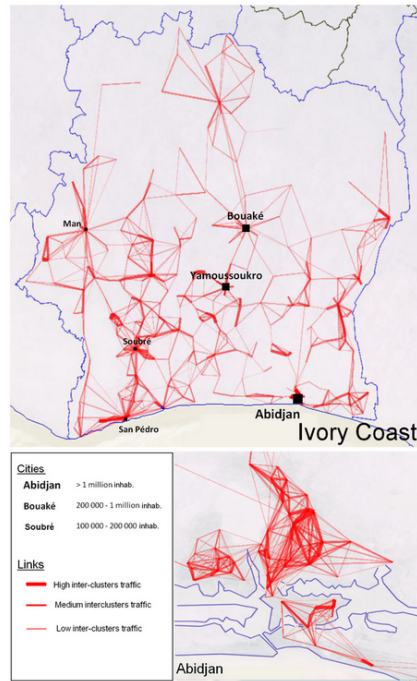 Man
Bouaké
Yamoussoukro
Soubré
San Pédro
Abidjan
Ivory Coast
Cities
Abidjan > 1 million inhab.
Bouaké 200 000 - 1 million inhab.
Soubré 100 000 - 200 000 inhab.
Links
High inter-clusters traffic
Medium interclusters traffic
Low inter-clusters traffic
Abidjan